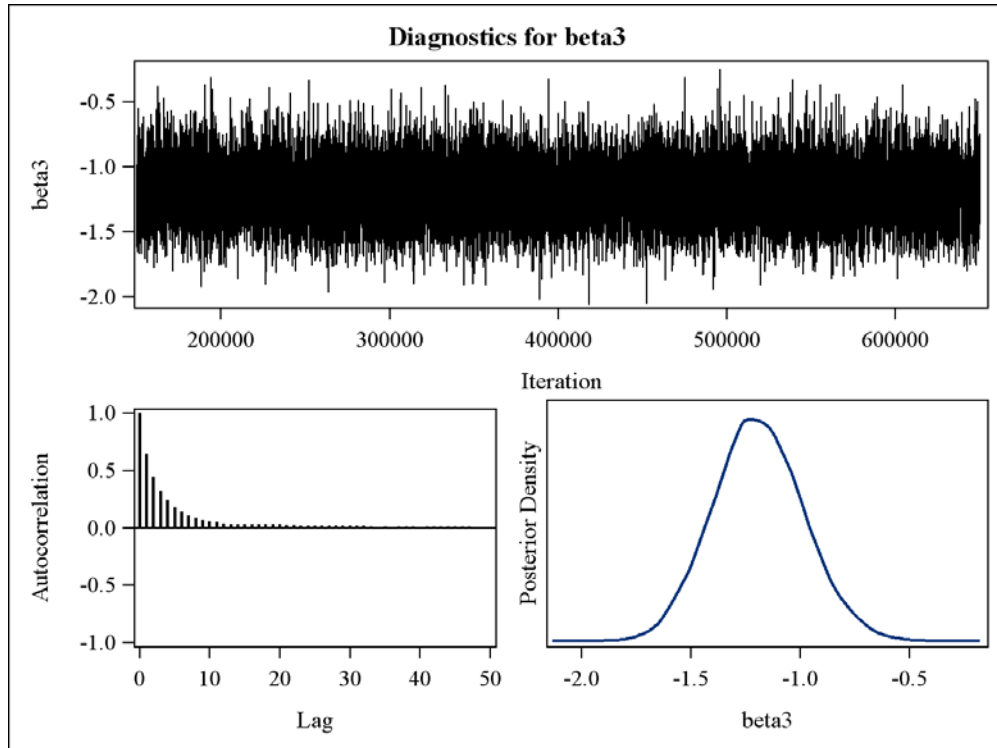 Diagnostics for beta3
beta3
-0.5
-1.0
-1.5
-2.0
200000 300000 400000 500000 600000
Iteration
Autocorrelation
1.0
0.5
0.0
-0.5
-1.0
0 10 20 30 40 50
Lag
Posterior Density
-2.0 -1.5 -1.0 -0.5
beta3